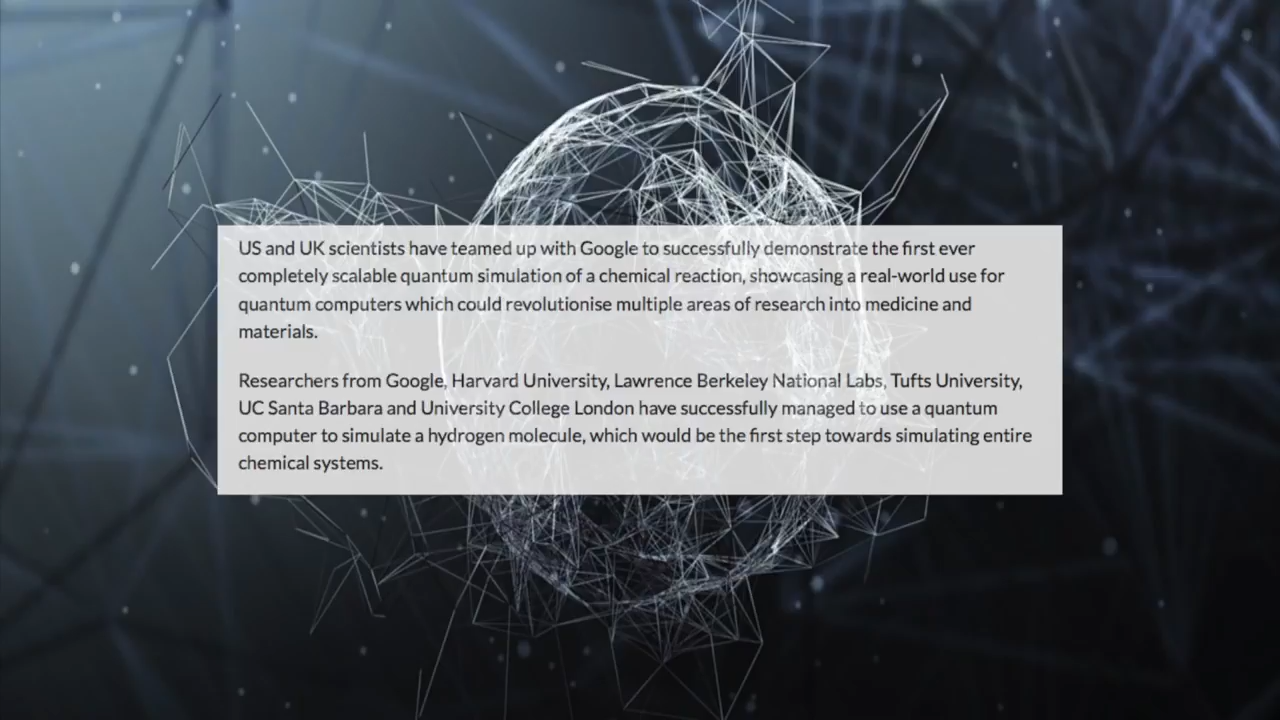 US and UK scientists have teamed up with Google to successfully demonstrate the first ever
completely scalable quantum simulation of a chemical reaction, showcasing a real-world use for
quantum computers which could revolutionise multiple areas of research into medicine and
materials.
Researchers from Google, Harvard University, Lawrence Berkeley National Labs, Tufts University,
UC Santa Barbara and University College London have successfully managed to use a quantum
computer to simulate a hydrogen molecule, which would be the first step towards simulating entire
chemical systems.